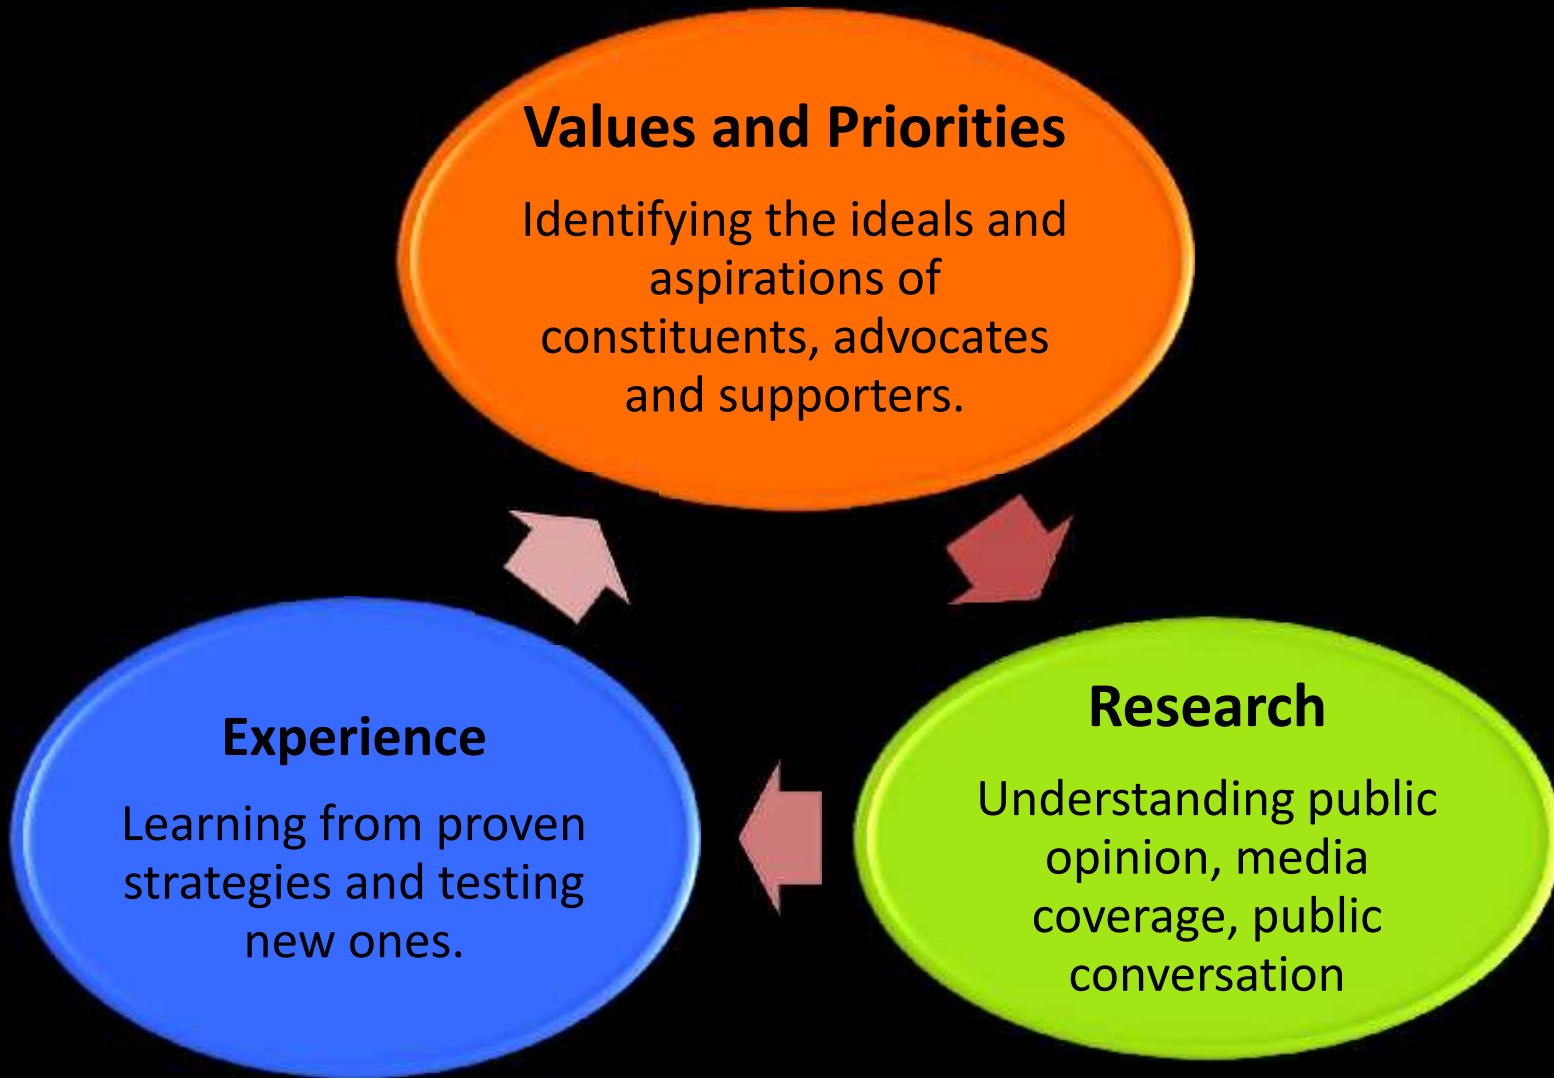 Values and Priorities
Identifying the ideals and
aspirations of
constituents, advocates
and supporters.
Experience
Learning from proven
strategies and testing
new ones.
Research
Understanding public
opinion, media
coverage, public
conversation